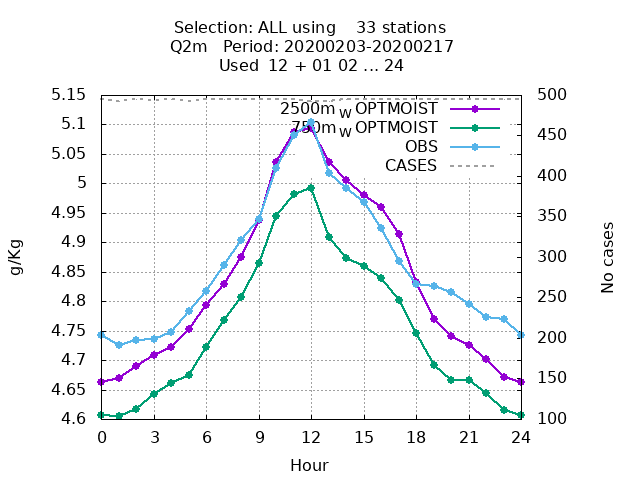 Selection: ALL using    33 stations
Q2m   Period: 20200203-20200217
Used  12 + 01 02 ... 24
5.15
5.1
5.05
5
4.95
4.9
4.85
4.8
4.75
4.7
4.65
4.6
g/Kg
500
450
400
350
300
250
200
150
100
No cases
2500m W OPTMOIST
750m W OPTMOIST
OBS
CASES
0 3 6 9 12 15 18 21 24
Hour